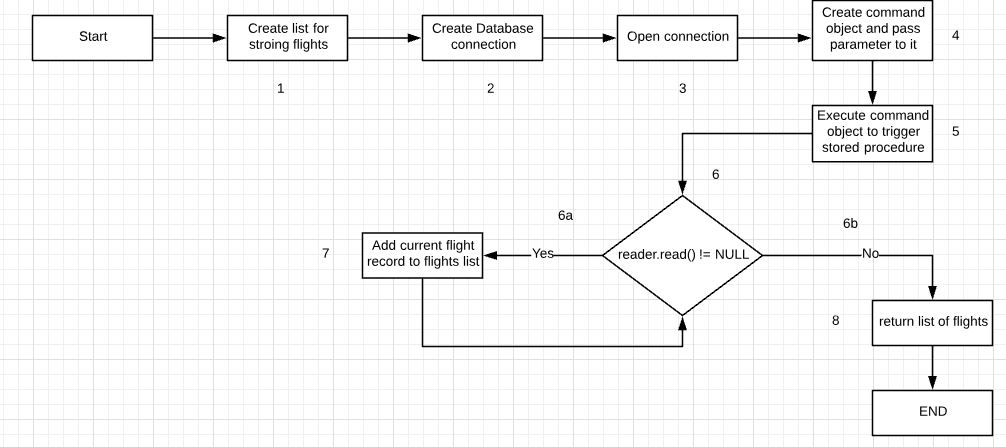 Start
Create list for
stroing flights
1
Create Database
connection
2
Open connection
3
Create command
object and pass
parameter to it
4
Execute command
object to trigger
stored procedure
5
6
reader.read() != NULL
6a
Yes
6b
No
7
Add current flight
record to flights list
8
return list of flights
END